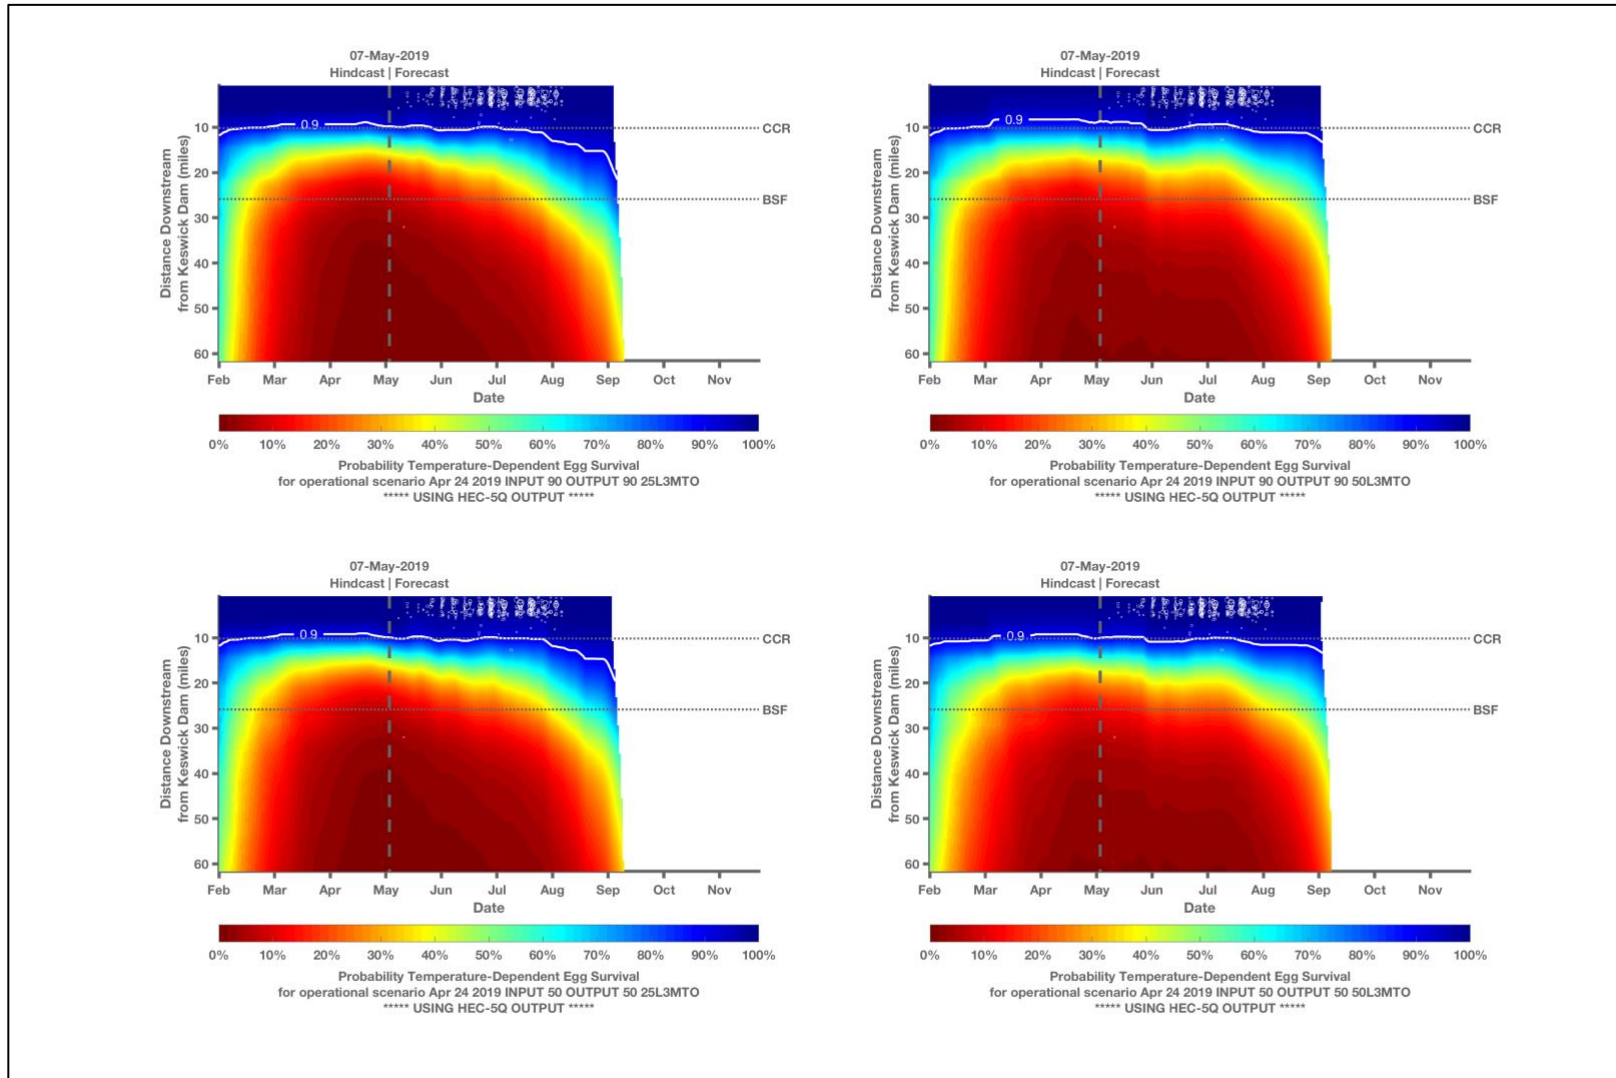 07-May-2019
Hindcast | Forecast
0.9
CCR
BSF
10
20
30
40
50
60
Distance Downstream
from Keswick Dam (miles)
Feb Mar Apr May Jun Jul Aug Sep Oct Nov
Date
0% 10% 20% 30% 40% 50% 60% 70% 80% 90% 100%
Probability Temperature-Dependent Egg Survival
for operational scenario Apr 24 2019 INPUT 90 OUTPUT 90 25L3MTO
***** USING HEC-5Q OUTPUT *****
07-May-2019
Hindcast | Forecast
0.9
CCR
BSF
10
20
30
40
50
60
Distance Downstream
from Keswick Dam (miles)
Feb Mar Apr May Jun Jul Aug Sep Oct Nov
Date
0% 10% 20% 30% 40% 50% 60% 70% 80% 90% 100%
Probability Temperature-Dependent Egg Survival
for operational scenario Apr 24 2019 INPUT 90 OUTPUT 90 50L3MTO
***** USING HEC-5Q OUTPUT *****
07-May-2019
Hindcast | Forecast
0.9
CCR
BSF
10
20
30
40
50
60
Distance Downstream
from Keswick Dam (miles)
Feb Mar Apr May Jun Jul Aug Sep Oct Nov
Date
0% 10% 20% 30% 40% 50% 60% 70% 80% 90% 100%
Probability Temperature-Dependent Egg Survival
for operational scenario Apr 24 2019 INPUT 50 OUTPUT 50 25L3MTO
***** USING HEC-5Q OUTPUT *****
07-May-2019
Hindcast | Forecast
0.9
CCR
BSF
10
20
30
40
50
60
Distance Downstream
from Keswick Dam (miles)
Feb Mar Apr May Jun Jul Aug Sep Oct Nov
Date
0% 10% 20% 30% 40% 50% 60% 70% 80% 90% 100%
Probability Temperature-Dependent Egg Survival
for operational scenario Apr 24 2019 INPUT 50 OUTPUT 50 50L3MTO
***** USING HEC-5Q OUTPUT *****